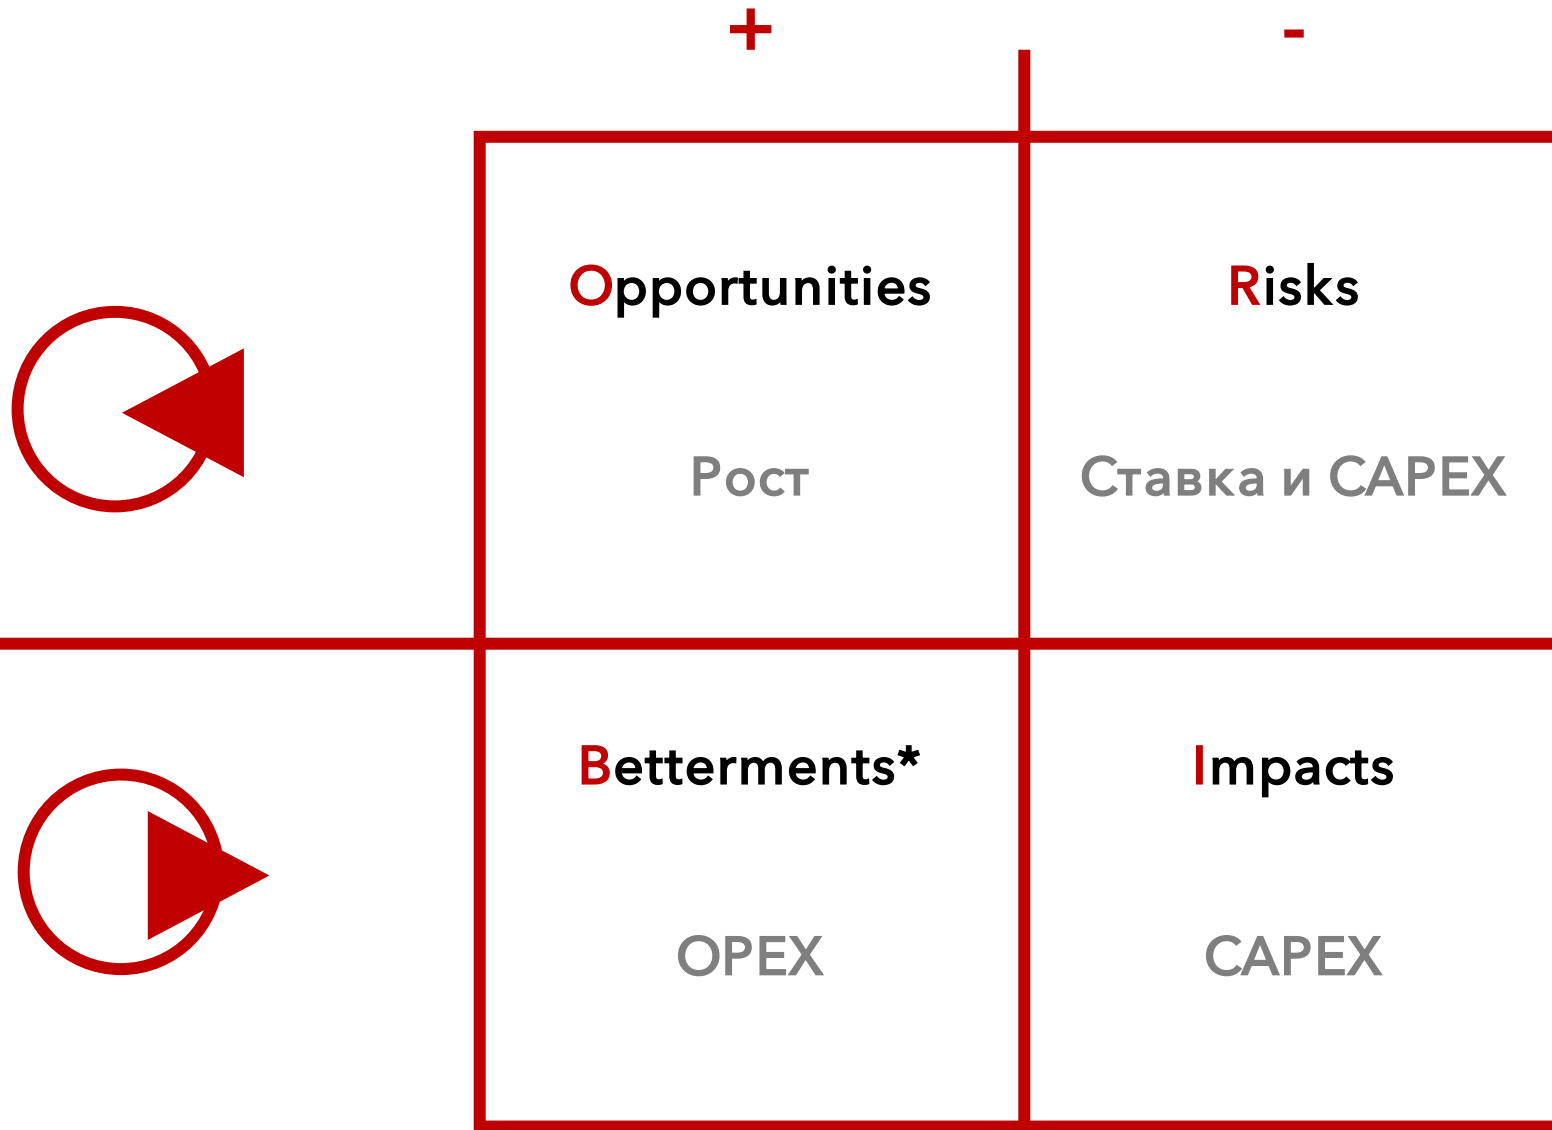 + -
Opportunities Risks
Рост Ставка и CAPEX
Betterments* Impacts
OPEX CAPEX